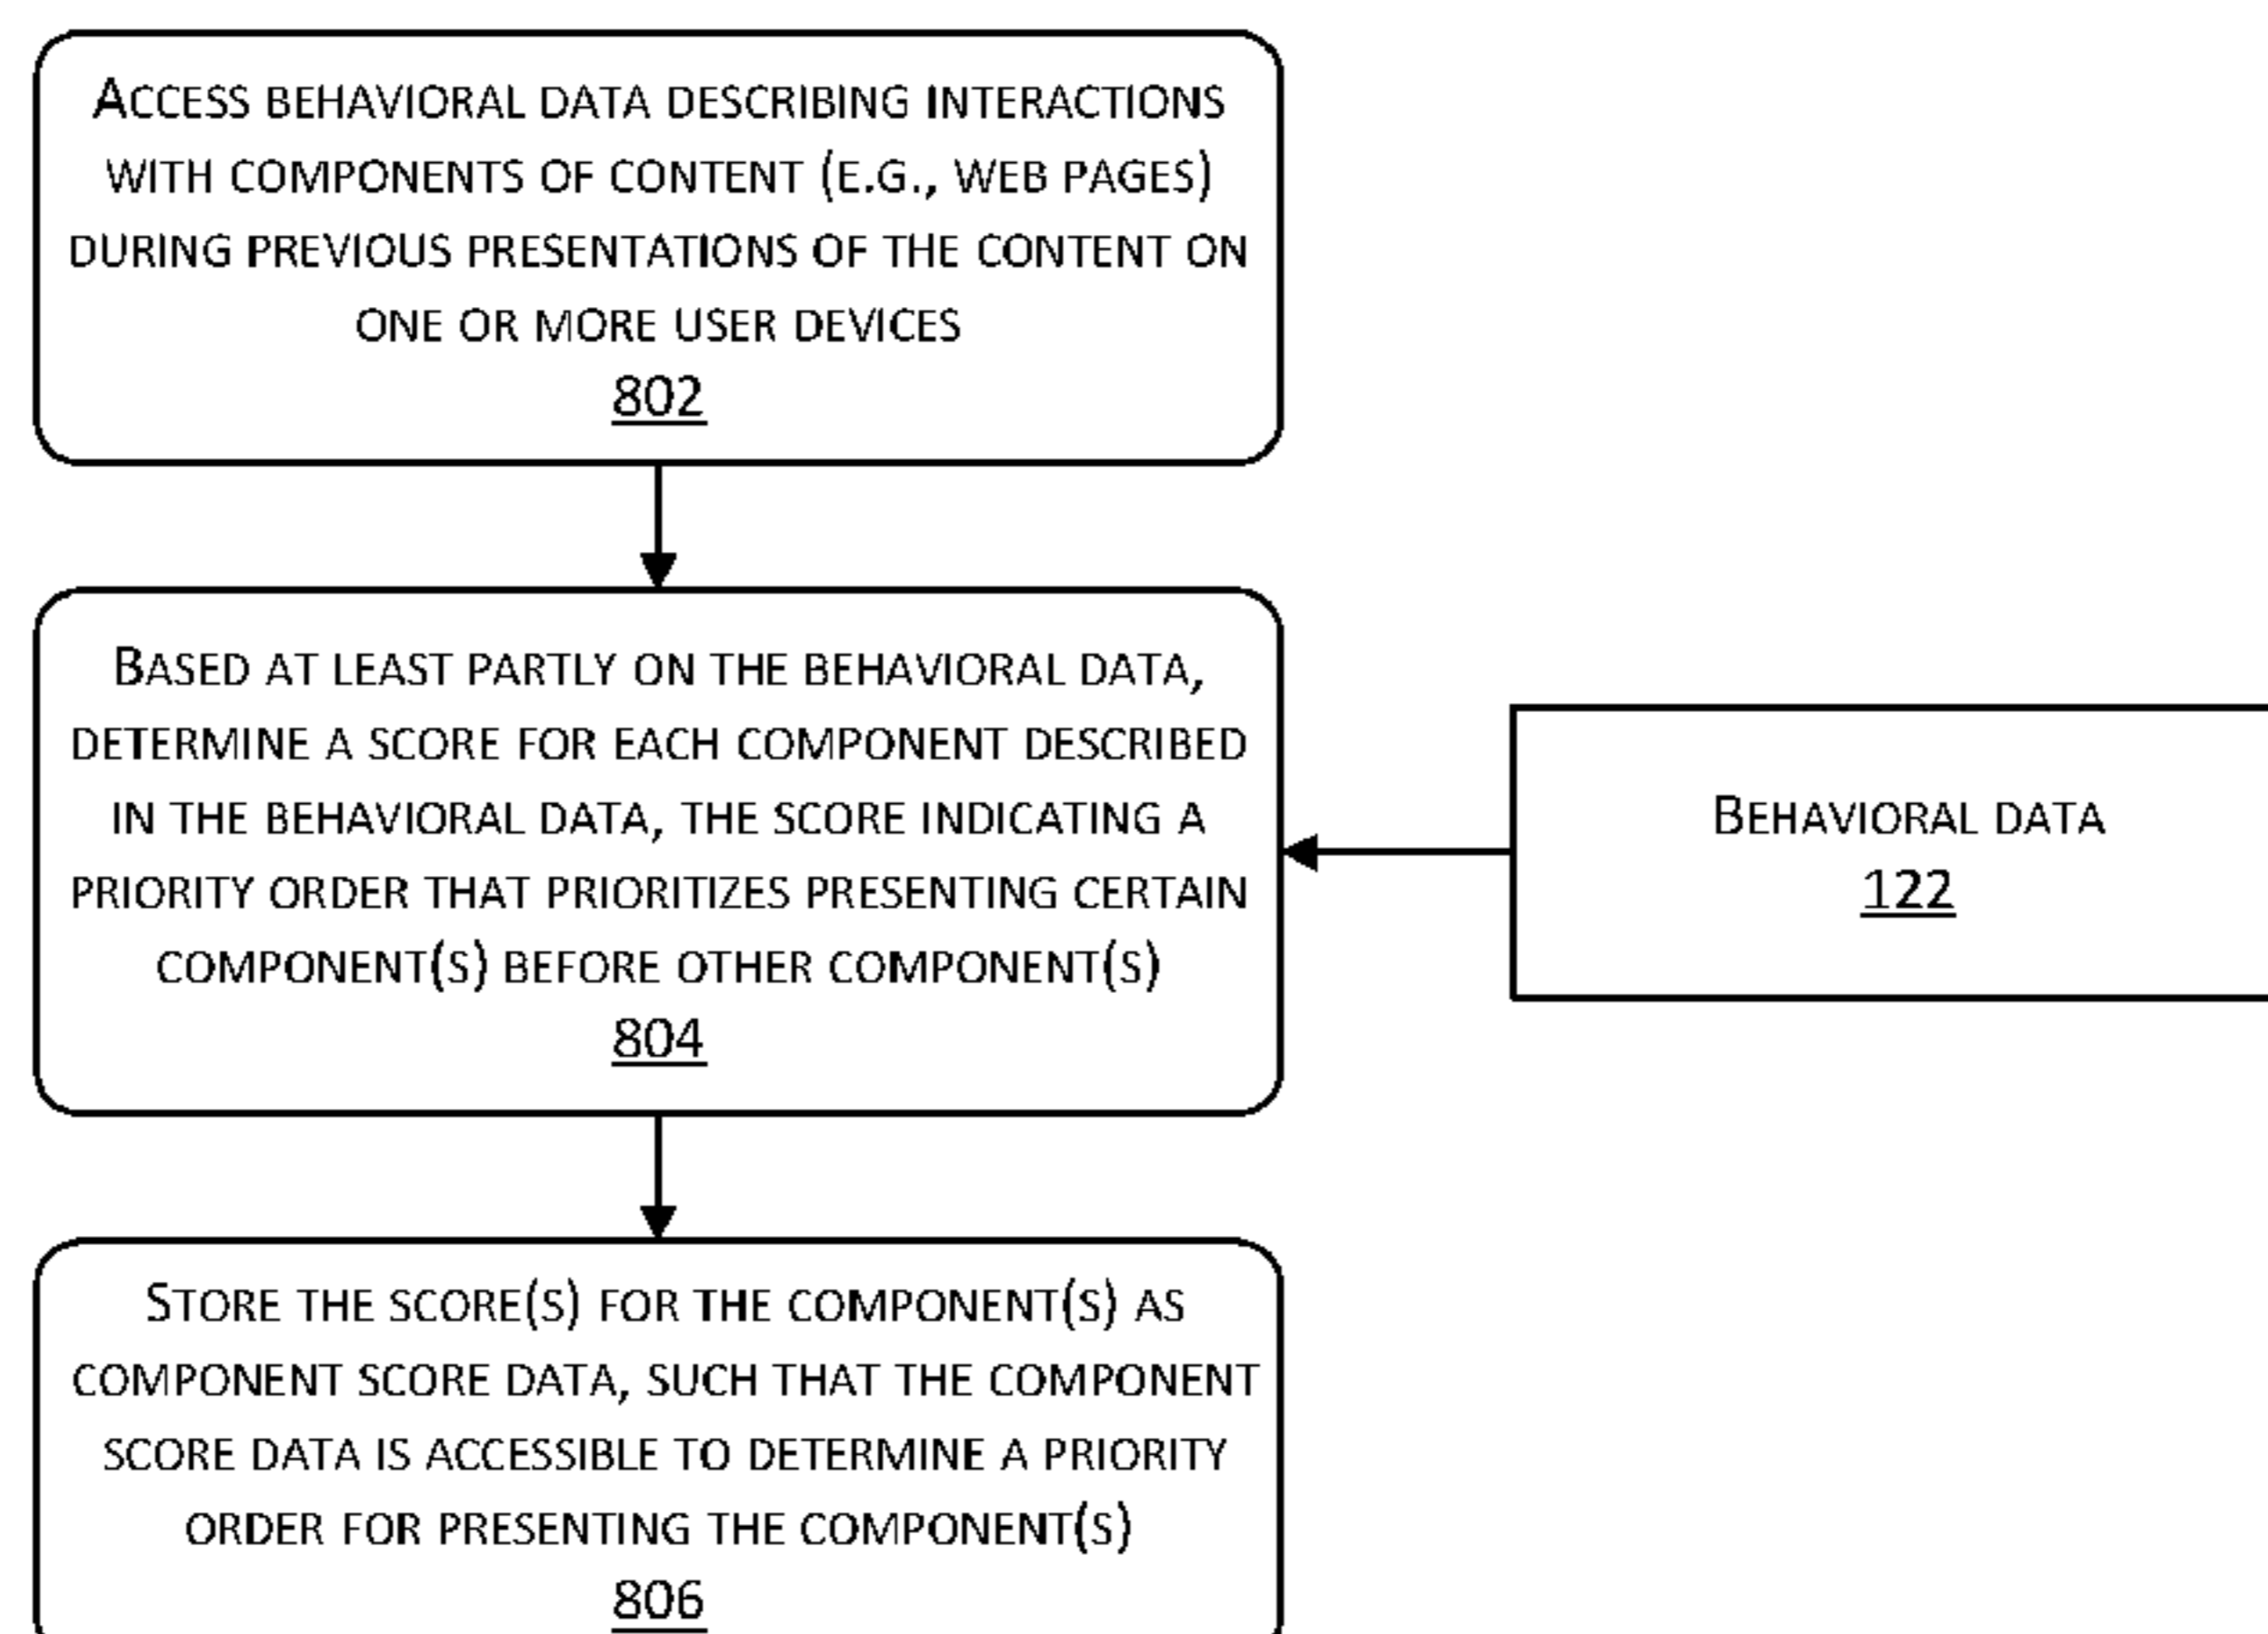 ACCESS BEHAVIORAL DATA DESCRIBING INTERACTIONS
WITH COMPONENTS OF CONTENT (E.G., WEB PAGES)
DURING PREVIOUS PRESENTATIONS OF THE CONTENT ON
ONE OR MORE USER DEVICES
802
BASED AT LEAST PARTLY ON THE BEHAVIORAL DATA,
DETERMINE A SCORE FOR EACH COMPONENT DESCRIBED
IN THE BEHAVIORAL DATA, THE SCORE INDICATING A
PRIORITY ORDER THAT PRIORITIZES PRESENTING CERTAIN
COMPONENT(S) BEFORE OTHER COMPONENT(S)
804
BEHAVIORAL DATA
122
STORE THE SCORE(S) FOR THE COMPONENT(S) AS
COMPONENT SCORE DATA, SUCH THAT THE COMPONENT
SCORE DATA IS ACCESSIBLE TO DETERMINE A PRIORITY
ORDER FOR PRESENTING THE COMPONENT(S)
806